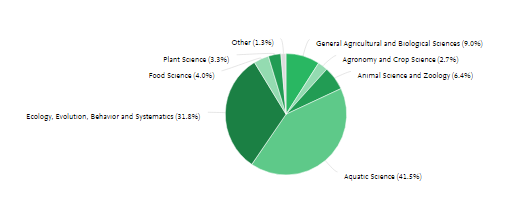 Other (1.3%)
General Agricultural and Biological Sciences (9.0%)
Plant Science (3.3%)
Agronomy and Crop Science (2.7%)
Food Science (4.0%)
Animal Science and Zoology (6.4%)
Ecology, Evolution, Behavior and Systematics (31.8%)
Aquatic Science (41.5%)